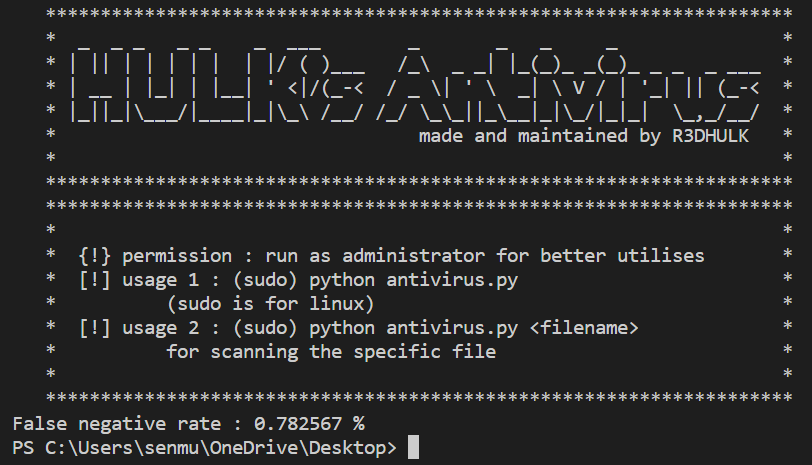 HULK's Antivirus
made and maintained by R3DHULK
{!} permission : run as administrator for better utilises
[!] usage 1 : (sudo) python antivirus.py
(sudo is for linux)
[!] usage 2 : (sudo) python antivirus.py <filename>
for scanning the specific file
False negative rate : 0.782567 %
PS C:\Users\senmu\OneDrive\Desktop>